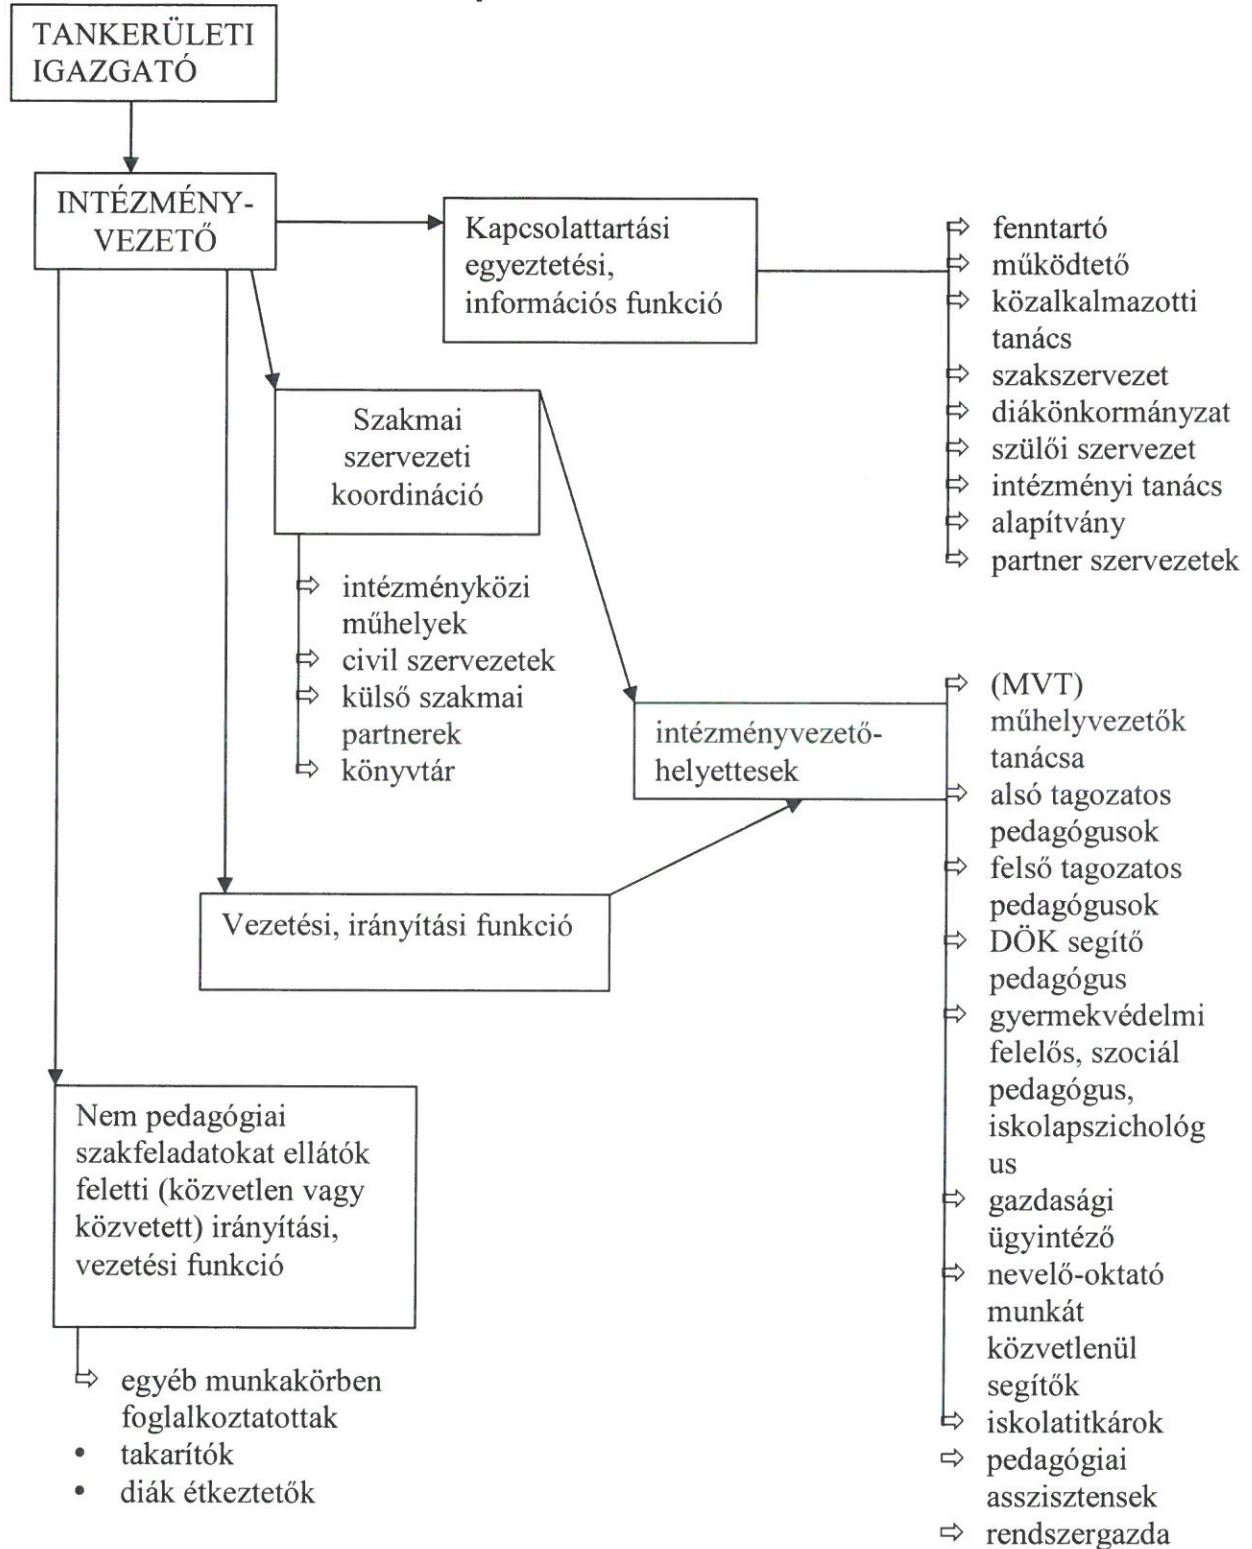 TANKERÜLETI
IGAZGATÓ
INTÉZMÉNY-
VEZETŐ
Kapcsolattartási
egyeztetési,
információs funkció
fenntartó
működtető
közalkalmazotti
tanács
szakszervezet
diákönkormányzat
szülői szervezet
intézményi tanács
alapítvány
partner szervezetek
Szakmai
szervezeti
koordináció
intézményközi
műhelyek
civil szervezetek
külső szakmai
partnerek
könyvtár
intézményvezető-
helyettesek
(MVT)
műhelyvezetők
tanácsa
alsó tagozatos
pedagógusok
felső tagozatos
pedagógusok
DÖK segítő
pedagógus
gyermekvédelmi
felelős, szociál
pedagógus,
iskolapszichológ
us
gazdasági
ügyintéző
nevelő-oktató
munkát
közvetlenül
segítők
iskolatitkárok
pedagógiai
asszisztensek
rendszergazda
Vezetési, irányítási funkció
Nem pedagógiai
szakfeladatokat ellátók
feletti (közvetlen vagy
közvetett) irányítási,
vezetési funkció
egyéb munkakörben
foglalkoztatottak
• takarítók
• diák étkeztetők